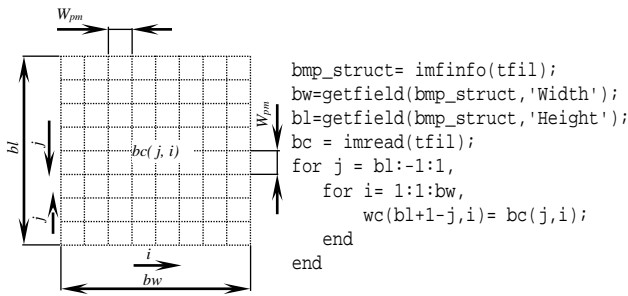 W_pm
bl
j
j
bc( j, i)
W_pm
i
bw
bmp_struct= imfinfo(tfil);
bw=getfield(bmp_struct,'Width');
bl=getfield(bmp_struct,'Height');
bc = imread(tfil);
for j = bl:-1:1,
for i= 1:1:bw,
wc(bl+1-j,i)= bc(j,i);
end
end